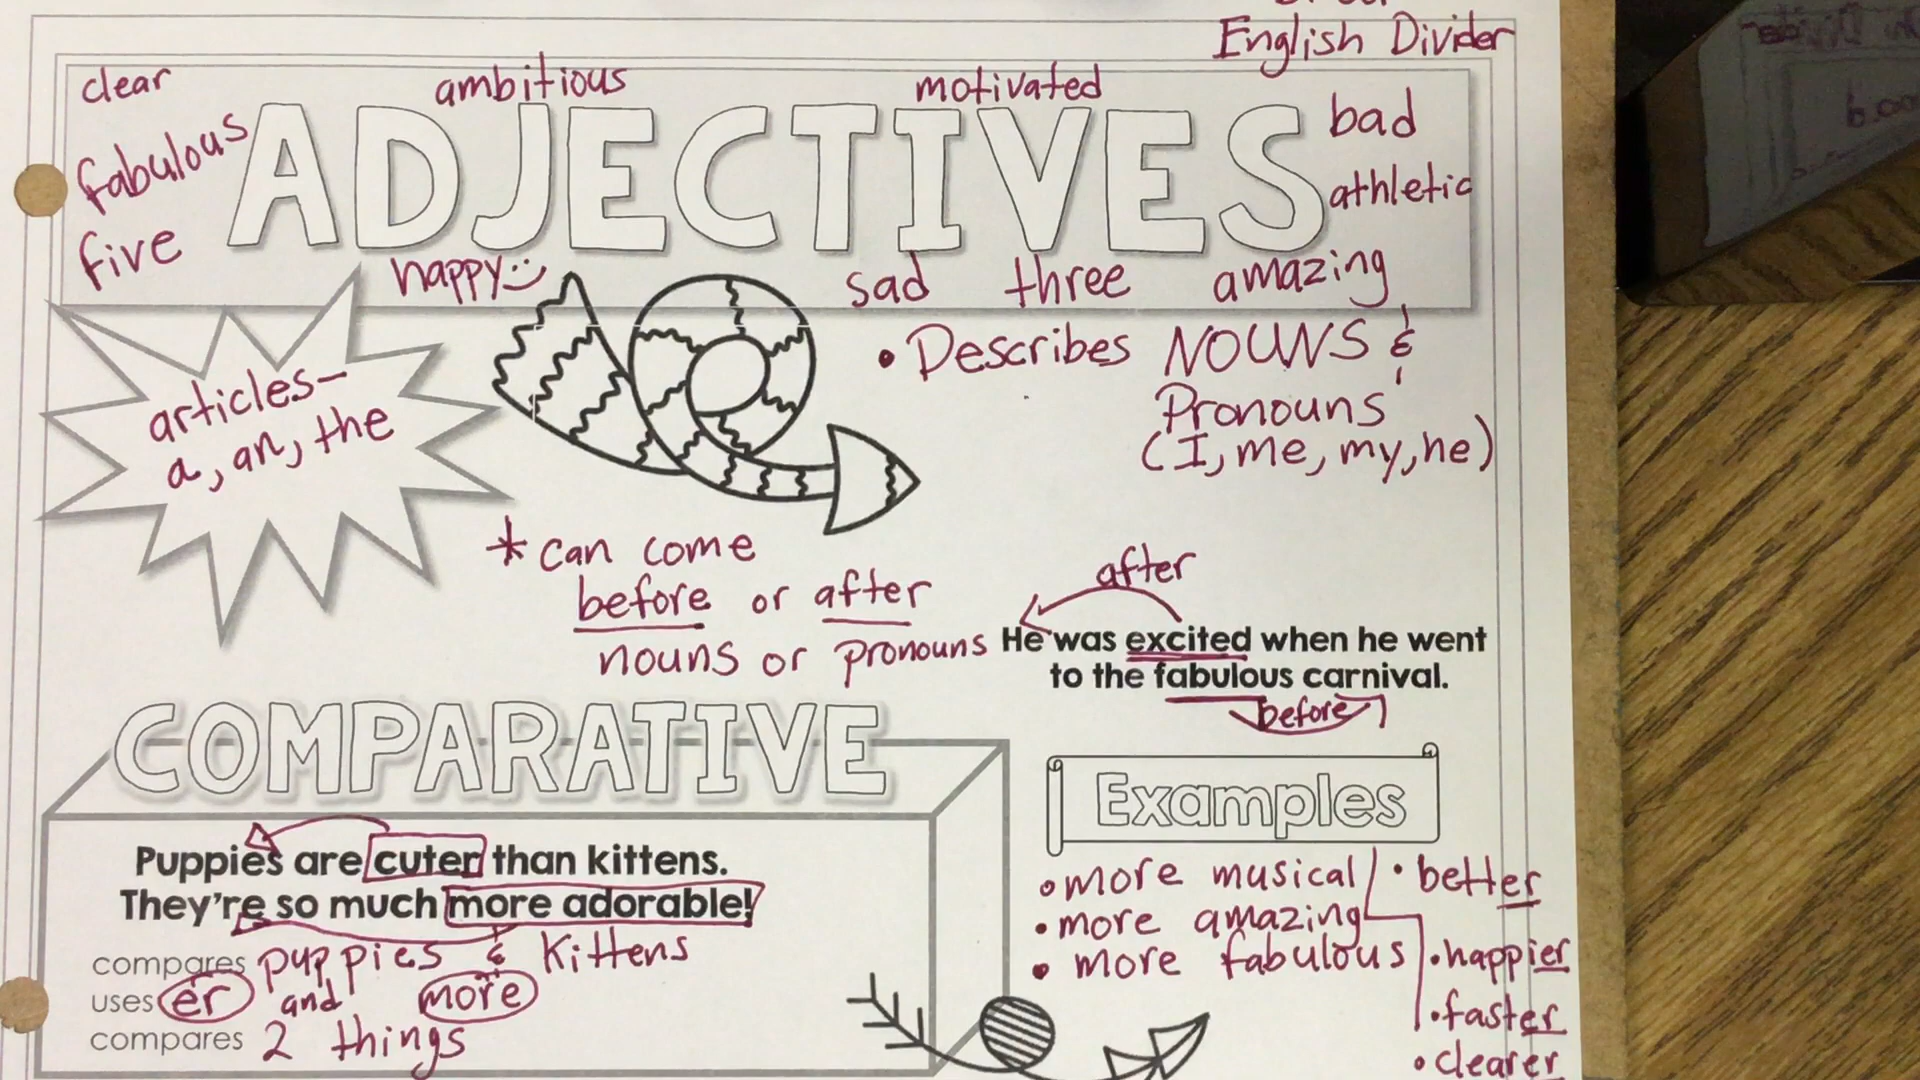 English Divider
clear
ambitious
motivated
fabulous
ADJECTIVES
bad
athletic
five
happy
sad
three
amazing
• Describes NOUNS &
Pronouns
(I, me, my, he)
articles-
a, an, the
* can come
before or after
nouns or pronouns
after
He was excited when he went
to the fabulous carnival.
before
COMPARATIVE
Puppies are cuter than kittens.
They're so much more adorable!
compares puppies & kittens
uses er and more
compares 2 things
Examples
• more musical
• more amazing
• more fabulous
• better
• happier
• faster
• clearer